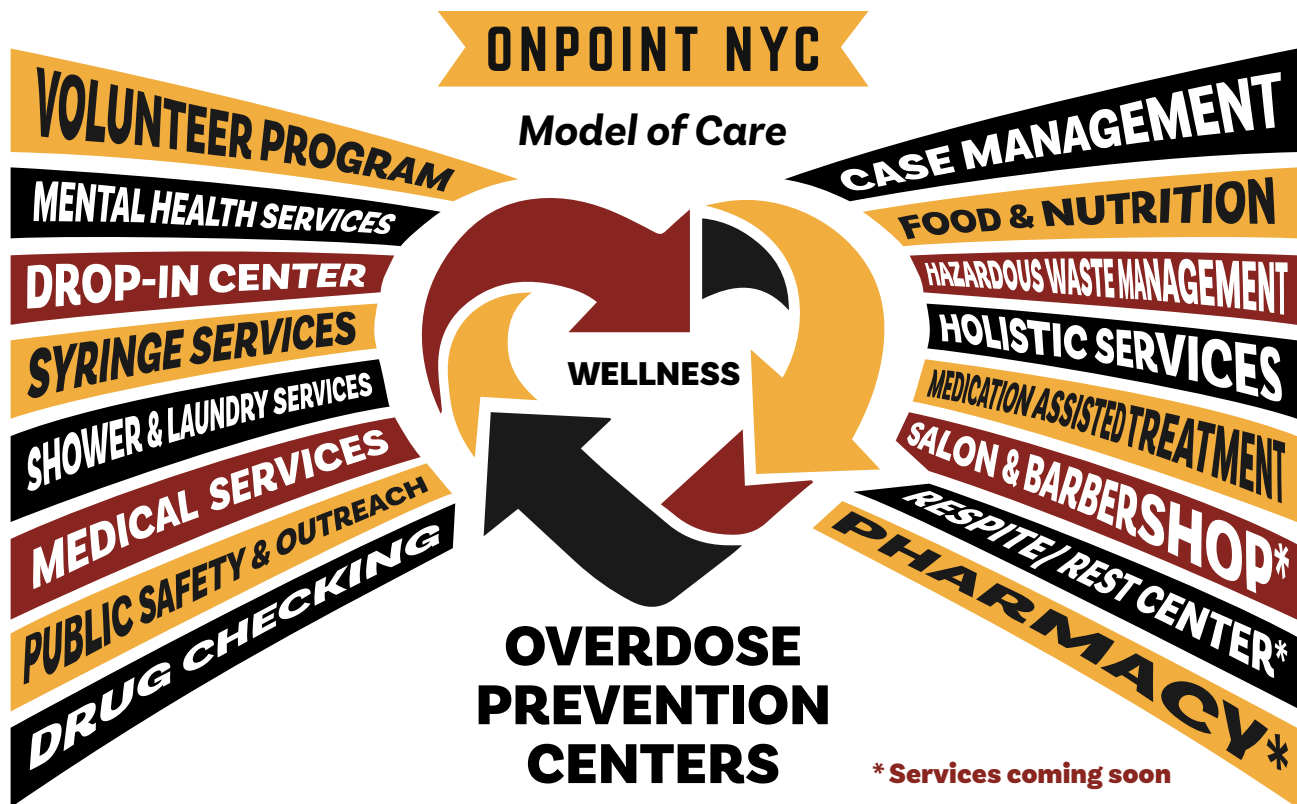 ONPOINT NYC
Model of Care
VOLUNTEER PROGRAM
MENTAL HEALTH SERVICES
DROP-IN CENTER
SYRINGE SERVICES
SHOWER & LAUNDRY SERVICES
MEDICAL SERVICES
PUBLIC SAFETY & OUTREACH
DRUG CHECKING
WELLNESS
CASE MANAGEMENT
FOOD & NUTRITION
HAZARDOUS WASTE MANAGEMENT
HOLISTIC SERVICES
MEDICATION ASSISTED TREATMENT
SALON & BARBERSHOP*
RESPITE/ REST CENTER*
PHARMACY*
OVERDOSE
PREVENTION
CENTERS
* Services coming soon